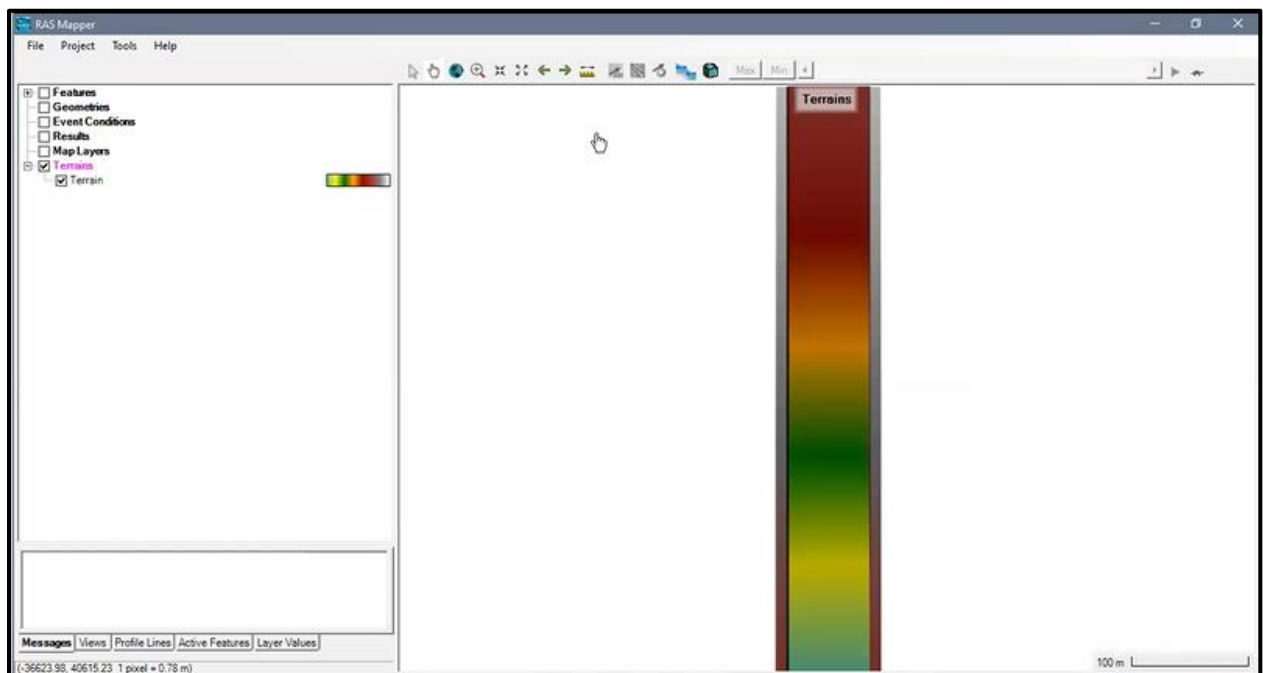 RAS Mapper
File Project Tools Help
Max Min
Features
Geometries
Event Conditions
Results
Map Layers
Terrains
Terrain
Terrains
Messages Views Profile Lines Active Features Layer Values
(-36623.98, 40615.23 1 pixel = 0.78 m)
100 m